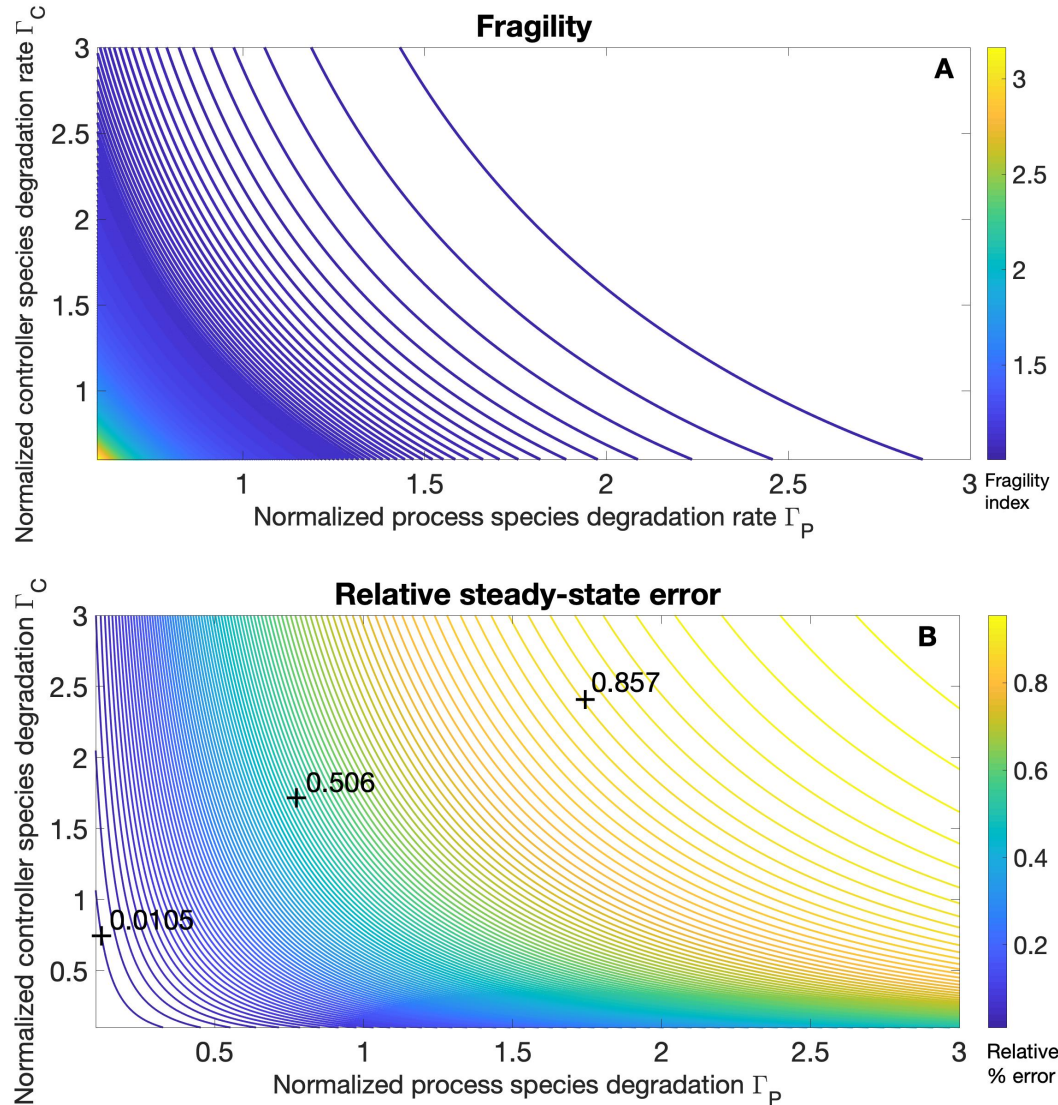 Fragility
A
Normalized controller species degradation rate Γ_C
3
2.5
2
1.5
1
1 1.5 2 2.5 3
Normalized process species degradation rate Γ_P
3
2.5
2
1.5
Fragility
index
Relative steady-state error
B
Normalized controller species degradation Γ_C
3
2.5
2
1.5
1
0.5
0.857
0.506
0.0105
0.5 1 1.5 2 2.5 3
Normalized process species degradation Γ_P
0.8
0.6
0.4
0.2
Relative
% error